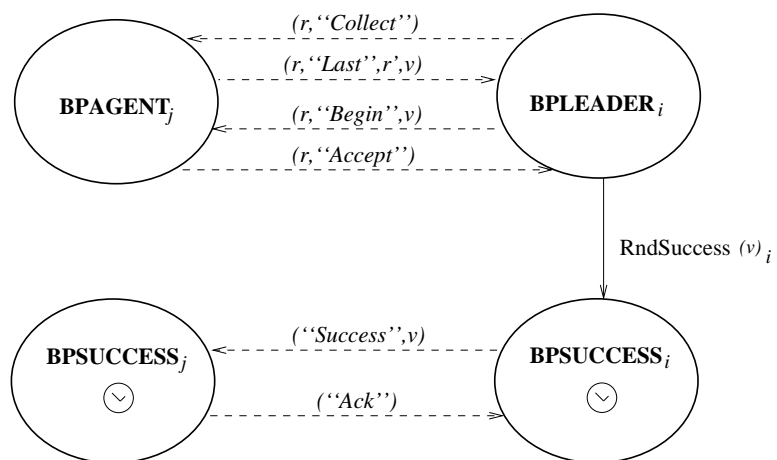 (r,‘‘Collect’’)
(r,‘‘Last’’,r’,v)
BPAGENTj
BPLEADERi
(r,‘‘Begin’’,v)
(r,‘‘Accept’’)
RndSuccess (v)i
(‘‘Success’’,v)
BPSUCCESSj
BPSUCCESSi
(‘‘Ack’’)